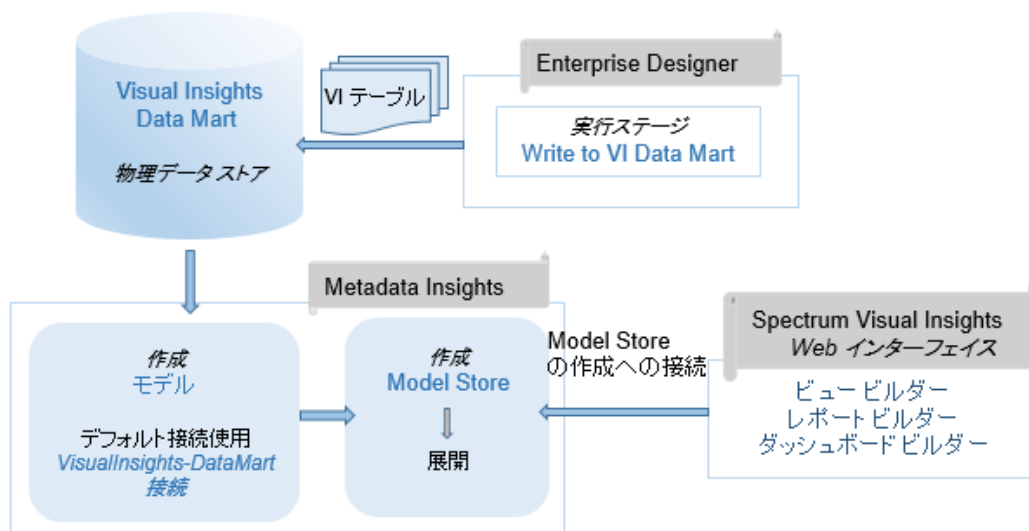 Visual Insights
Data Mart
物理データストア
VI テーブル
Enterprise Designer
実行ステージ
Write to VI Data Mart
Metadata Insights
作成
モデル
デフォルト接続使用
VisualInsights-DataMart
接続
作成
Model Store
展開
Model Store
の作成への接続
Spectrum Visual Insights
Web インターフェイス
ビュー ビルダー
レポート ビルダー
ダッシュボード ビルダー